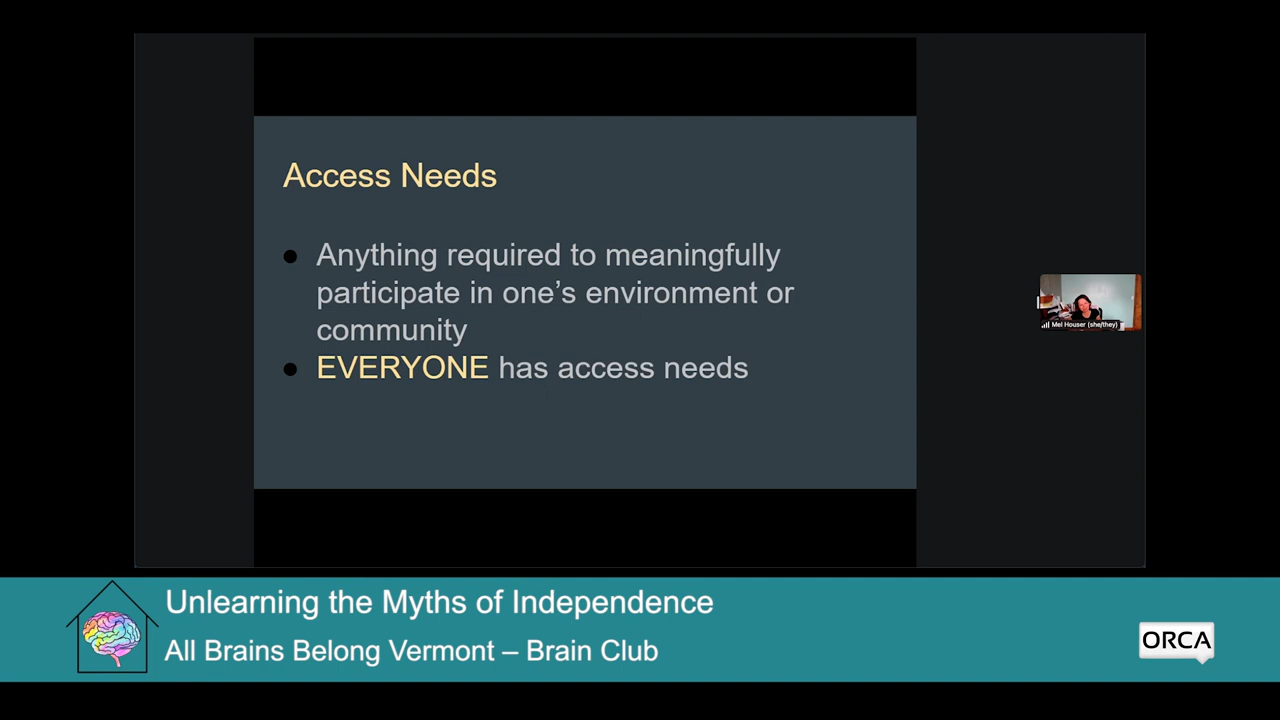 Access Needs
● Anything required to meaningfully
participate in one’s environment or
community
● EVERYONE has access needs
Mel Houser (she/they)
Unlearning the Myths of Independence
All Brains Belong Vermont – Brain Club
ORCA